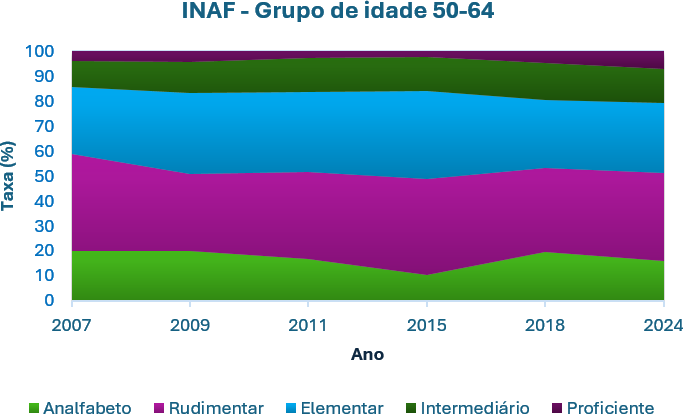 INAF - Grupo de idade 50-64
100
90
80
70
60
50
40
30
20
10
0
Taxa (%)
2007 2009 2011 2015 2018 2024
Ano
Analfabeto Rudimentar Elementar Intermediário Proficiente